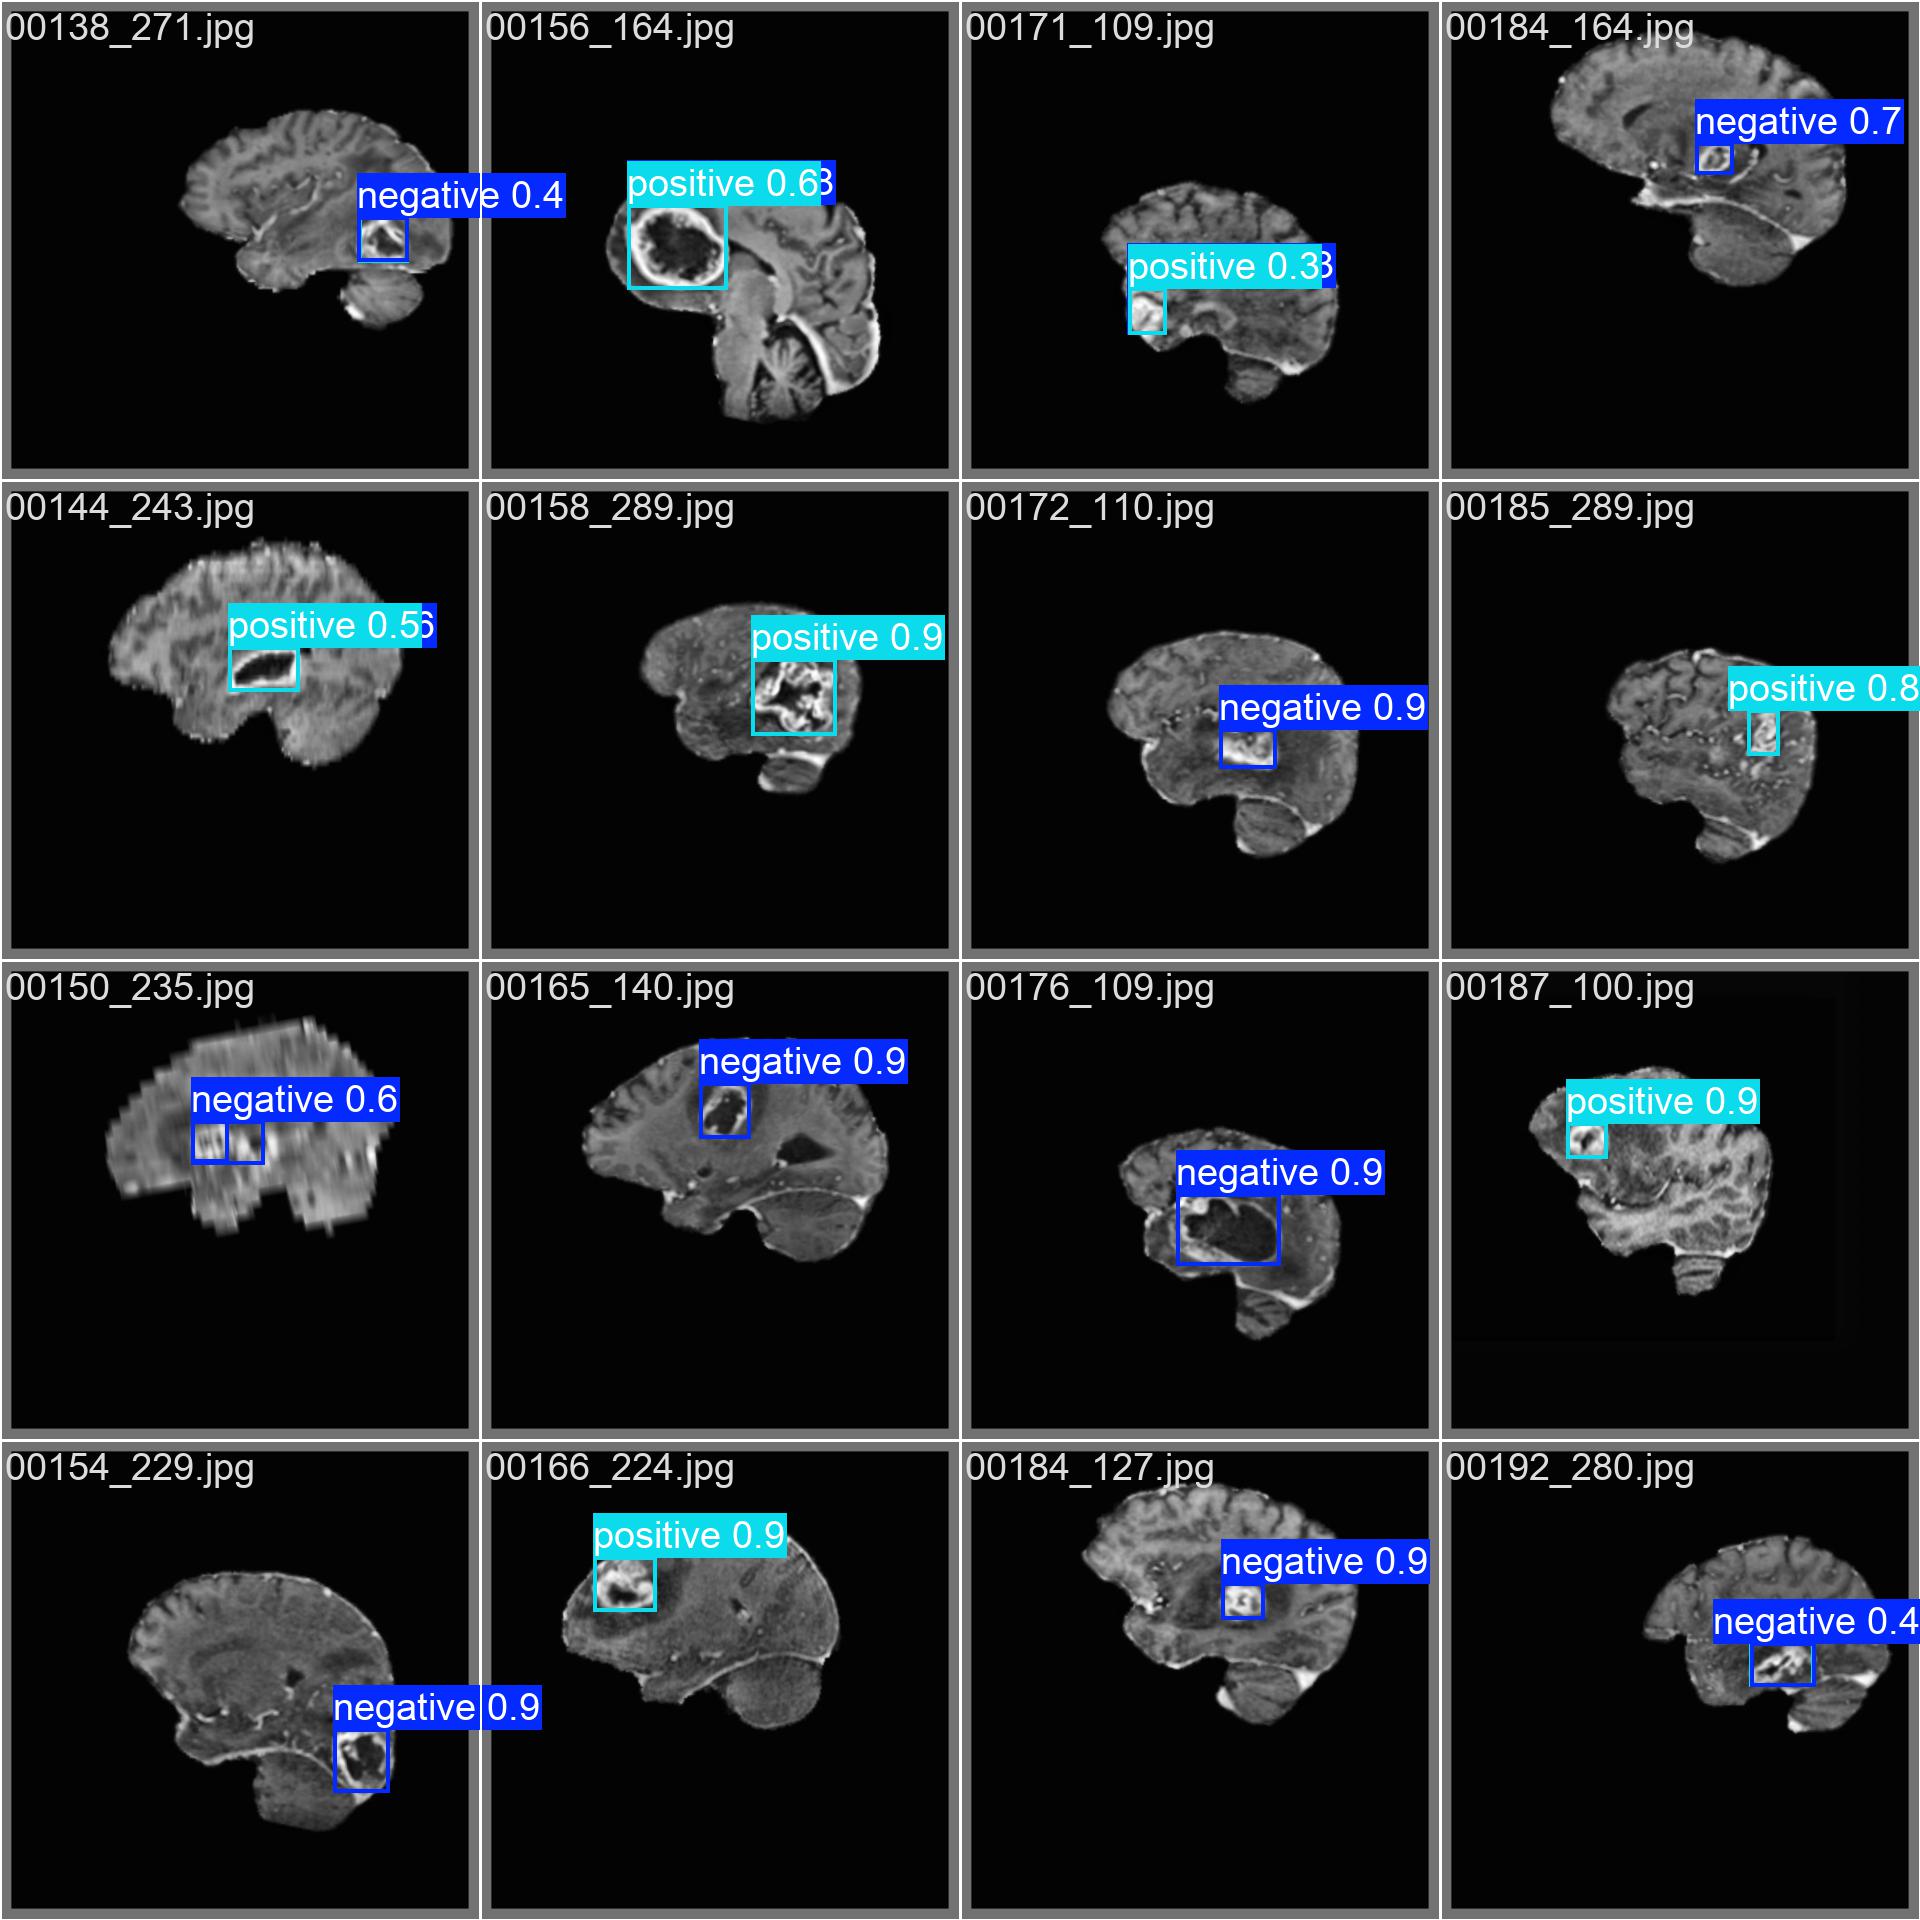 00138_271.jpg
negative 0.4
00156_164.jpg
positive 0.6
00171_109.jpg
positive 0.3
00184_164.jpg
negative 0.7
00144_243.jpg
positive 0.5
00158_289.jpg
positive 0.9
00172_110.jpg
negative 0.9
00185_289.jpg
positive 0.8
00150_235.jpg
negative 0.6
00165_140.jpg
negative 0.9
00176_109.jpg
negative 0.9
00187_100.jpg
positive 0.9
00154_229.jpg
negative 0.9
00166_224.jpg
positive 0.9
00184_127.jpg
negative 0.9
00192_280.jpg
negative 0.4